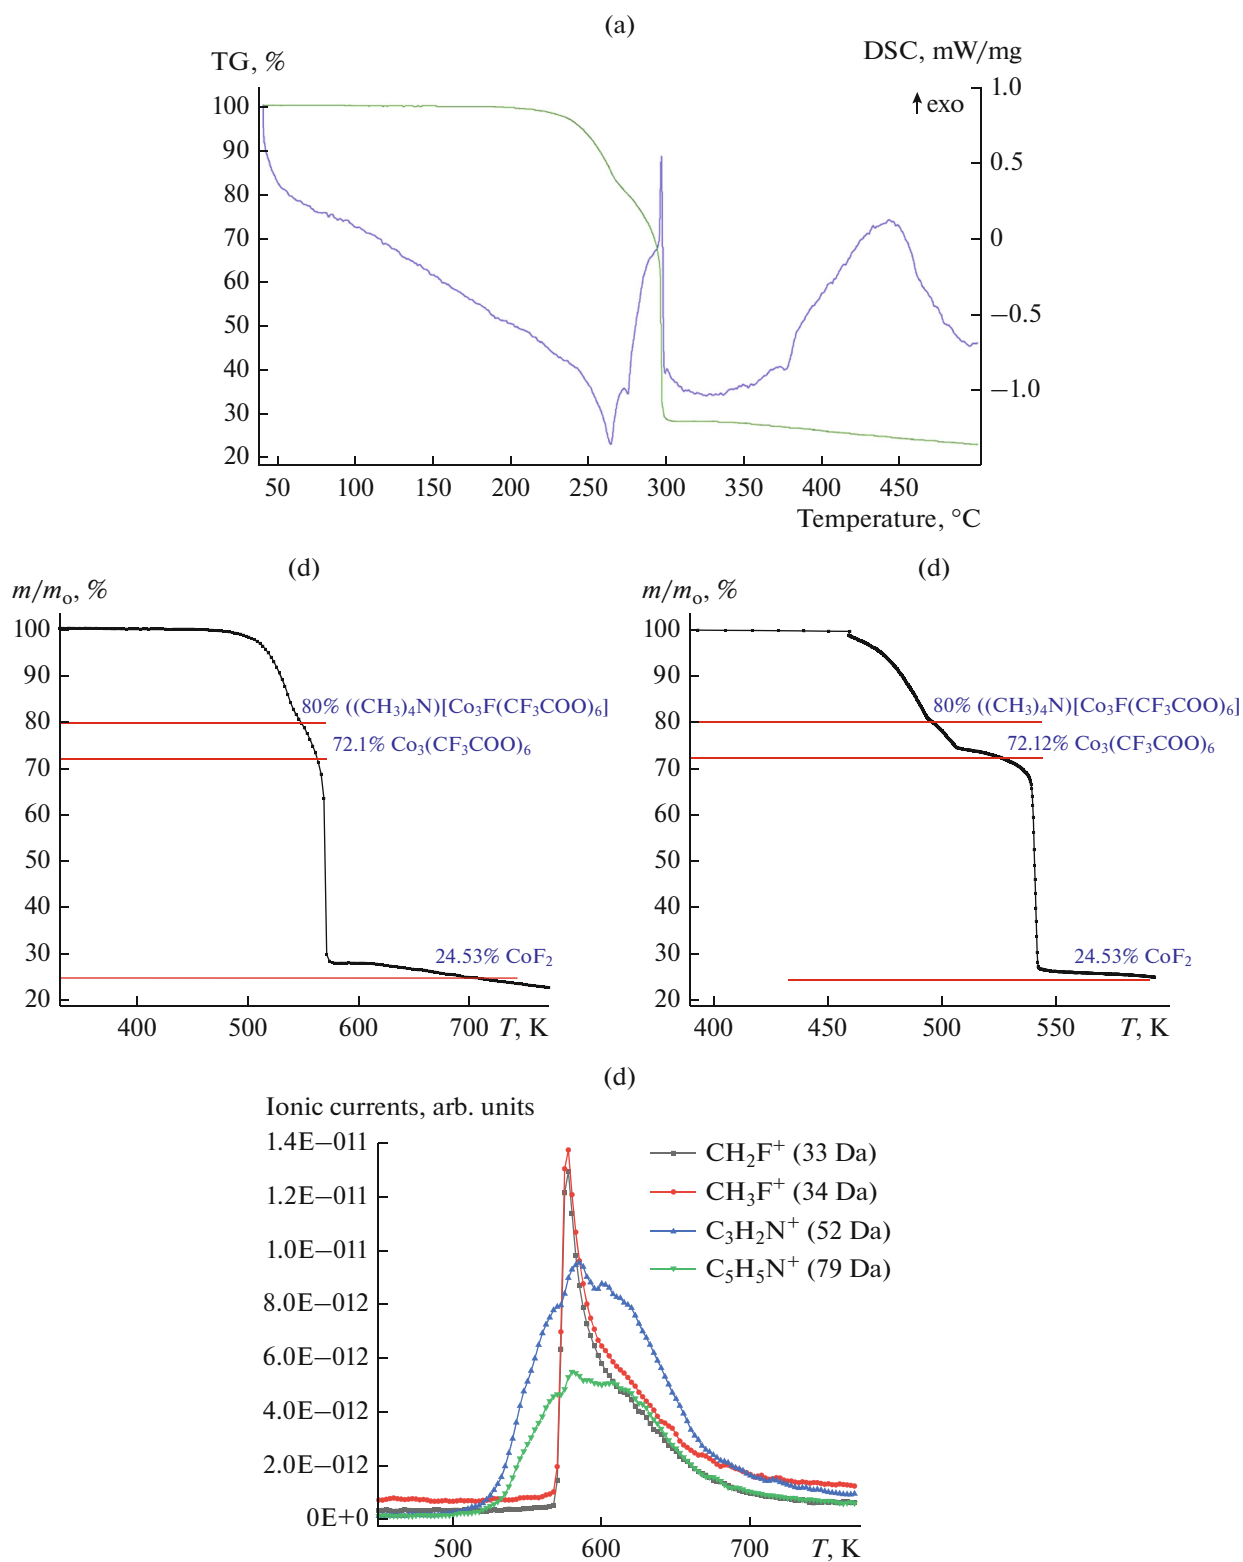 (a)
TG, %
DSC, mW/mg
100
90
80
70
60
50
40
30
20
↑ exo
1.0
0.5
0
−0.5
−1.0
50
100
150
200
250
300
350
400
450
Temperature, °C
(d)
m/mₒ, %
100
90
80
70
60
50
40
30
20
80% ((CH₃)₄N)[Co₃F(CF₃COO)₆]
72.1% Co₃(CF₃COO)₆
24.53% CoF₂
400
500
600
700
T, K
(d)
m/mₒ, %
100
90
80
70
60
50
40
30
20
80% ((CH₃)₄N)[Co₃F(CF₃COO)₆]
72.12% Co₃(CF₃COO)₆
24.53% CoF₂
400
450
500
550
T, K
(d)
Ionic currents, arb. units
1.4E−011
1.2E−011
1.0E−011
8.0E−012
6.0E−012
4.0E−012
2.0E−012
0E+0
CH₂F⁺ (33 Da)
CH₃F⁺ (34 Da)
C₃H₂N⁺ (52 Da)
C₅H₅N⁺ (79 Da)
500
600
700
T, K